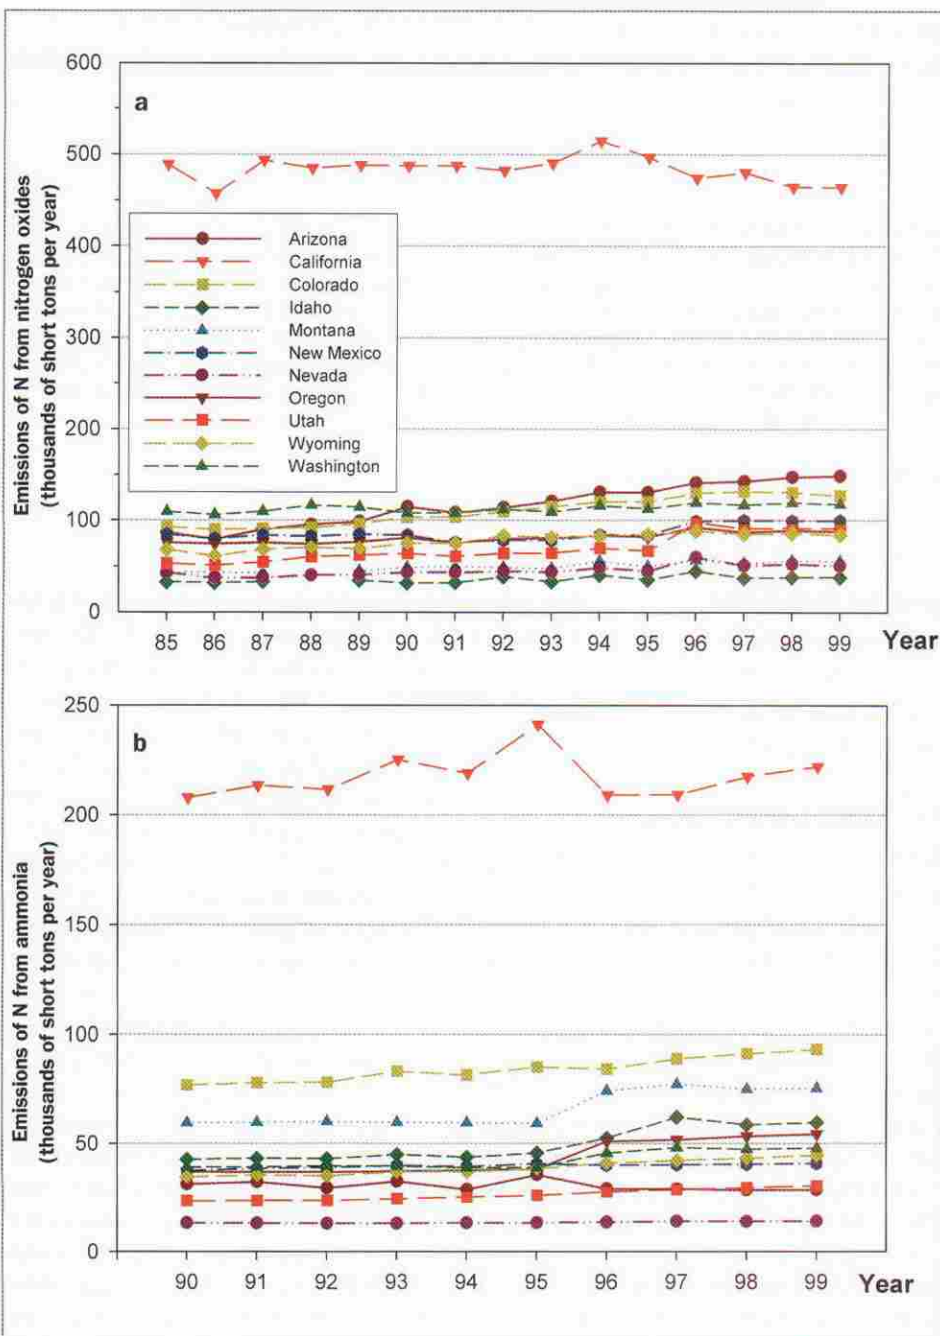 600
a
500
400
300
200
100
0
Emissions of N from nitrogen oxides
(thousands of short tons per year)
Arizona
California
Colorado
Idaho
Montana
New Mexico
Nevada
Oregon
Utah
Wyoming
Washington
85 86 87 88 89 90 91 92 93 94 95 96 97 98 99 Year
250
b
200
150
100
50
0
Emissions of N from ammonia
(thousands of short tons per year)
90 91 92 93 94 95 96 97 98 99 Year